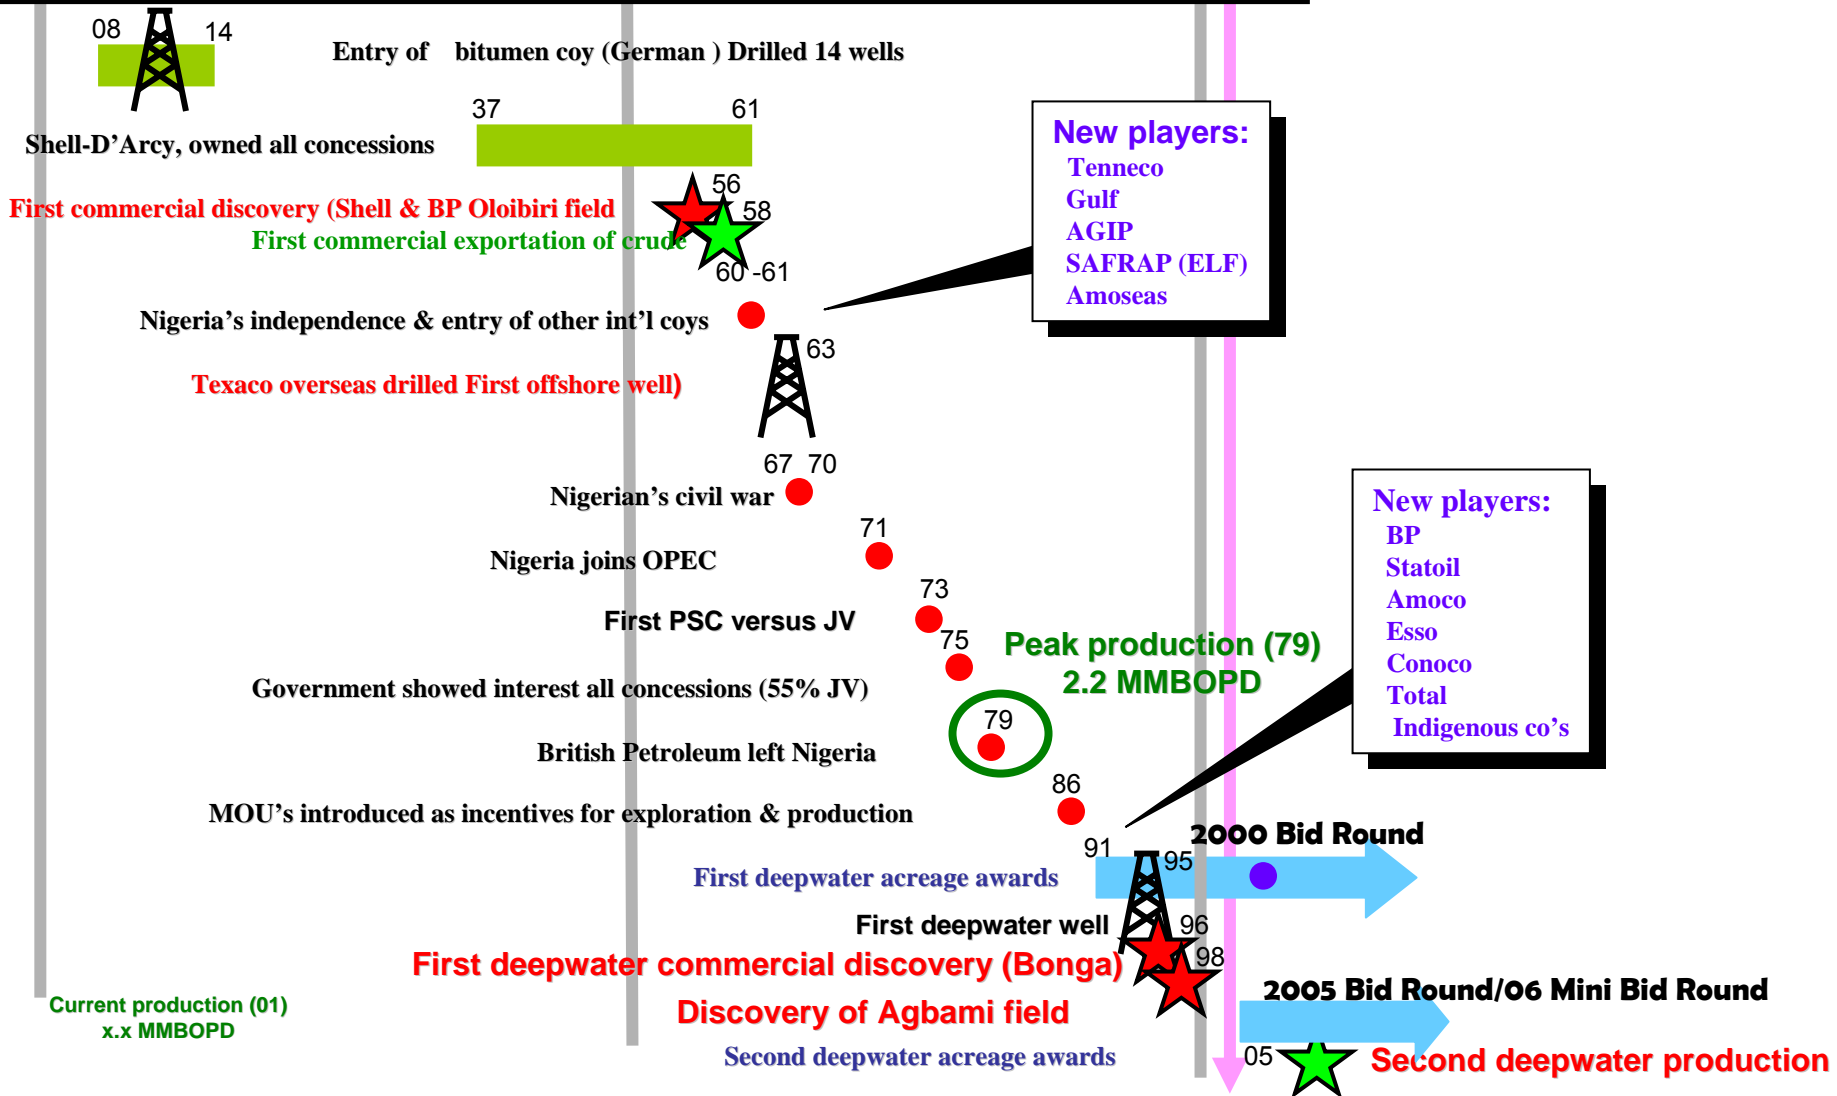 08
14
Entry of bitumen coy (German ) Drilled 14 wells
37
61
Shell-D’Arcy, owned all concessions
New players:
Tenneco
Gulf
AGIP
SAFRAP (ELF)
Amoseas
56
First commercial discovery (Shell & BP Oloibiri field
58
First commercial exportation of crude
60 -61
Nigeria’s independence & entry of other int’l coys
63
Texaco overseas drilled First offshore well)
67 70
Nigerian’s civil war
71
Nigeria joins OPEC
73
First PSC versus JV
75
Peak production (79)
2.2 MMBOPD
Government showed interest all concessions (55% JV)
79
British Petroleum left Nigeria
New players:
BP
Statoil
Amoco
Esso
Conoco
Total
Indigenous co’s
86
MOU’s introduced as incentives for exploration & production
2000 Bid Round
91
95
First deepwater acreage awards
First deepwater well
96
First deepwater commercial discovery (Bonga)
98
2005 Bid Round/06 Mini Bid Round
Discovery of Agbami field
Current production (01)
x.x MMBOPD
Second deepwater acreage awards
05
Second deepwater production